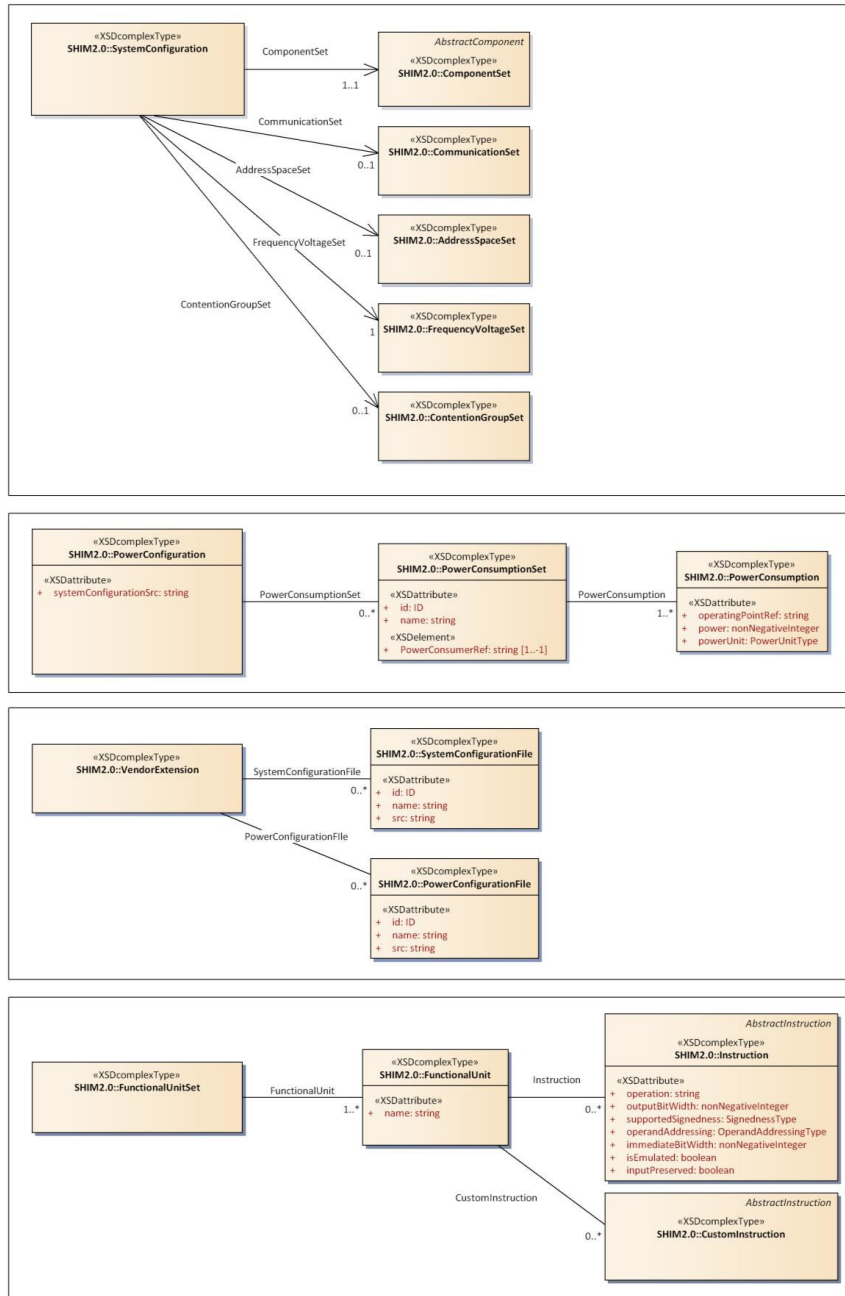 «XSDcomplexType»
SHIM2.0::SystemConfiguration
ComponentSet
1..1
AbstractComponent
«XSDcomplexType»
SHIM2.0::ComponentSet
CommunicationSet
0..1
«XSDcomplexType»
SHIM2.0::CommunicationSet
AddressSpaceSet
0..1
«XSDcomplexType»
SHIM2.0::AddressSpaceSet
FrequencyVoltageSet
1
«XSDcomplexType»
SHIM2.0::FrequencyVoltageSet
ContentionGroupSet
0..1
«XSDcomplexType»
SHIM2.0::ContentionGroupSet
«XSDcomplexType»
SHIM2.0::PowerConfiguration
«XSDattribute»
+ systemConfigurationSrc: string
PowerConsumptionSet
0..*
«XSDcomplexType»
SHIM2.0::PowerConsumptionSet
«XSDattribute»
+ id: ID
+ name: string
«XSDelement»
+ PowerConsumerRef: string [1..-1]
PowerConsumption
1..*
«XSDcomplexType»
SHIM2.0::PowerConsumption
«XSDattribute»
+ operatingPointRef: string
+ power: nonNegativeInteger
+ powerUnit: PowerUnitType
«XSDcomplexType»
SHIM2.0::VendorExtension
SystemConfigurationFile
0..*
«XSDcomplexType»
SHIM2.0::SystemConfigurationFile
«XSDattribute»
+ id: ID
+ name: string
+ src: string
PowerConfigurationFIle
0..*
«XSDcomplexType»
SHIM2.0::PowerConfigurationFile
«XSDattribute»
+ id: ID
+ name: string
+ src: string
«XSDcomplexType»
SHIM2.0::FunctionalUnitSet
FunctionalUnit
1..*
«XSDcomplexType»
SHIM2.0::FunctionalUnit
«XSDattribute»
+ name: string
Instruction
0..*
AbstractInstruction
«XSDcomplexType»
SHIM2.0::Instruction
«XSDattribute»
+ operation: string
+ outputBitWidth: nonNegativeInteger
+ supportedSignedness: SignednessType
+ operandAddressing: OperandAddressingType
+ immediateBitWidth: nonNegativeInteger
+ isEmulated: boolean
+ inputPreserved: boolean
CustomInstruction
0..*
AbstractInstruction
«XSDcomplexType»
SHIM2.0::CustomInstruction